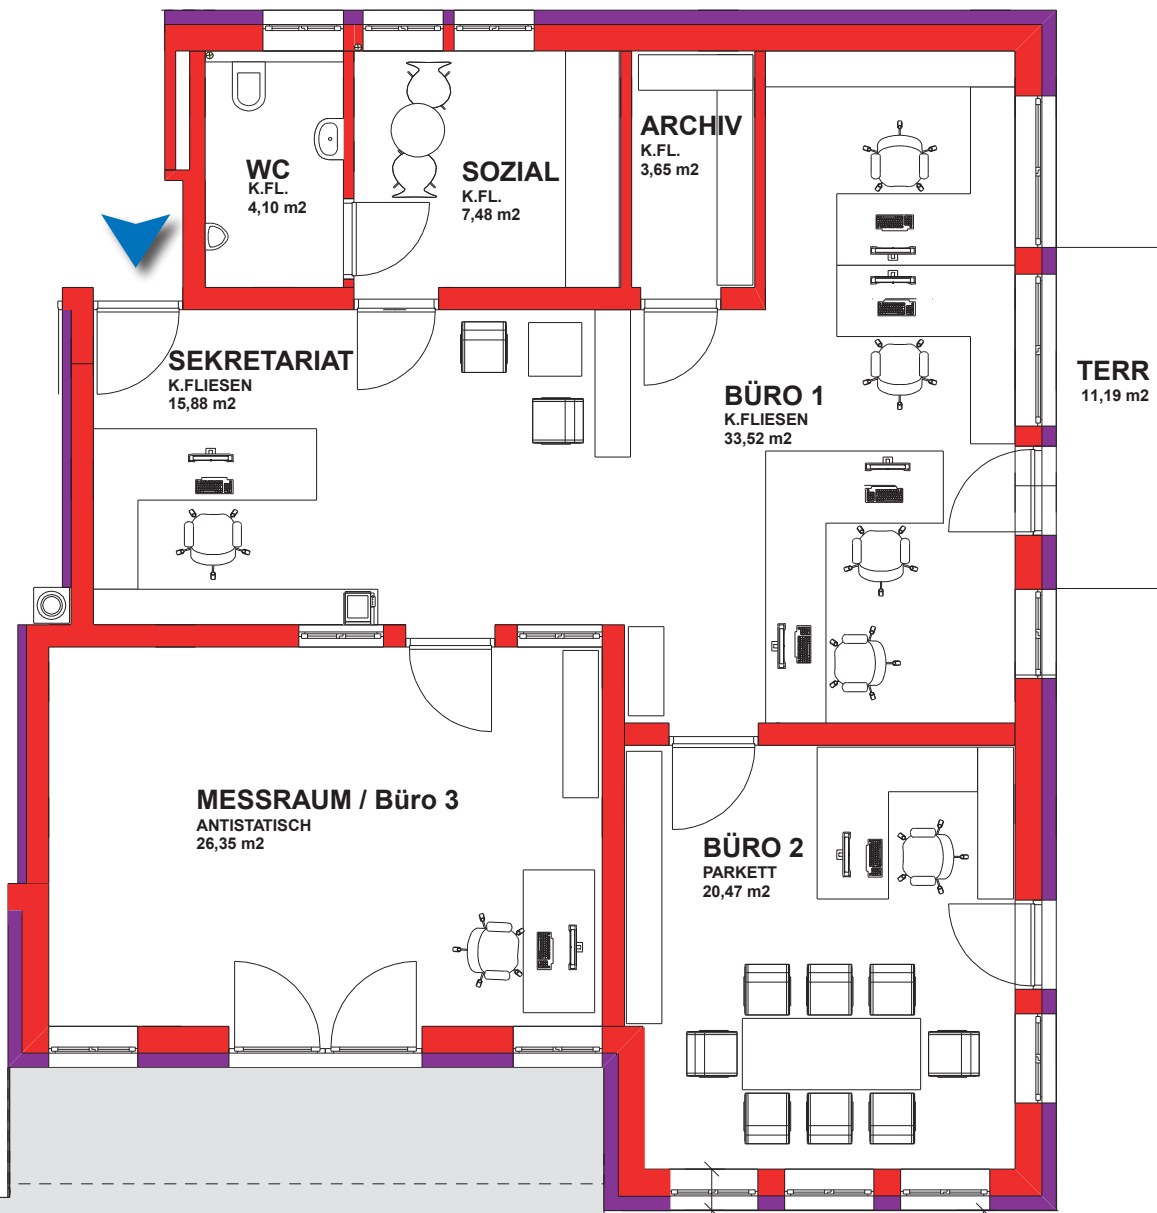 WC
K.FL.
4,10 m2
SOZIAL
K.FL.
7,48 m2
ARCHIV
K.FL.
3,65 m2
SEKRETARIAT
K.FLIESEN
15,88 m2
BÜRO 1
K.FLIESEN
33,52 m2
TERR
11,19 m2
MESSRAUM / Büro 3
ANTISTATISCH
26,35 m2
BÜRO 2
PARKETT
20,47 m2